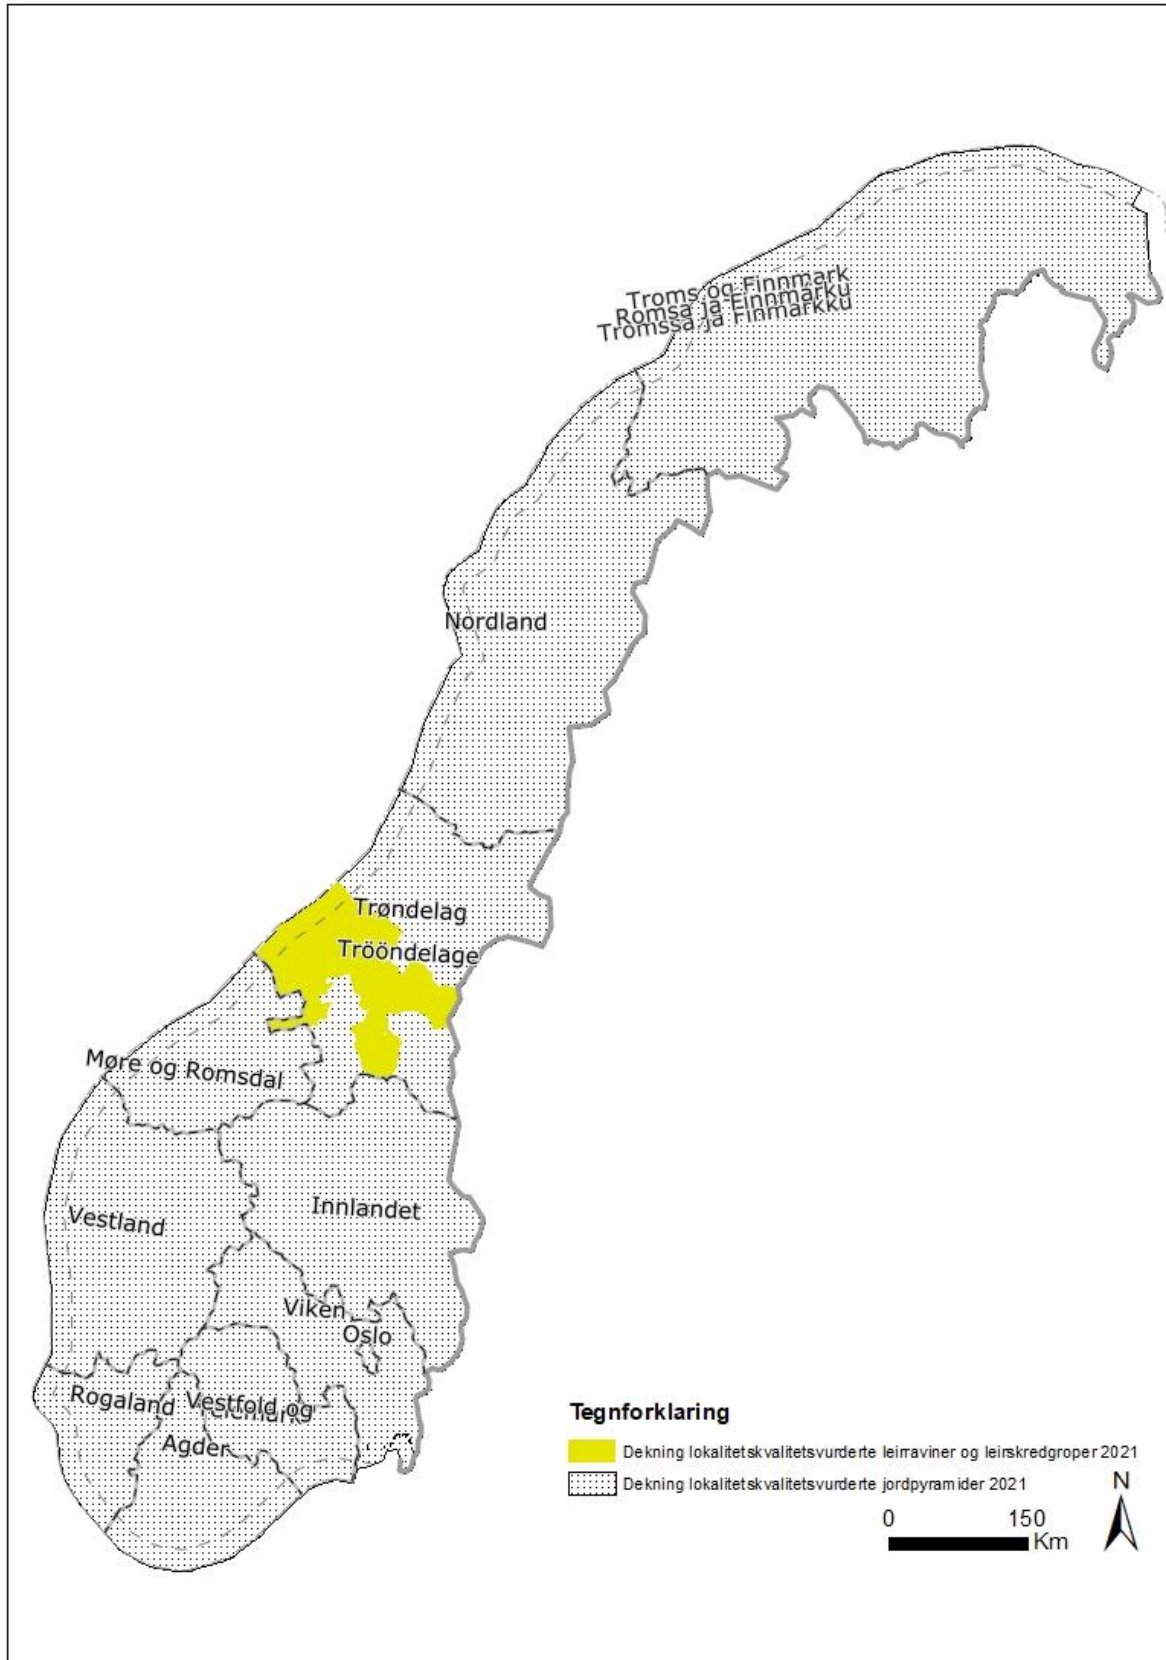 Troms og Finnmark
Romsa ja Finnmárku
Tromssa ja Finmarkku
Nordland
Trøndelag
Trööndelage
Møre og Romsdal
Innlandet
Vestland
Viken
Oslo
Rogaland
Vestfold og
Agder
Tegnforklaring
Dekning lokalitetskvalitetsvurderte leirraviner og leirskredgroper 2021
Dekning lokalitetskvalitetsvurderte jordpyramider 2021
N
0 150
Km